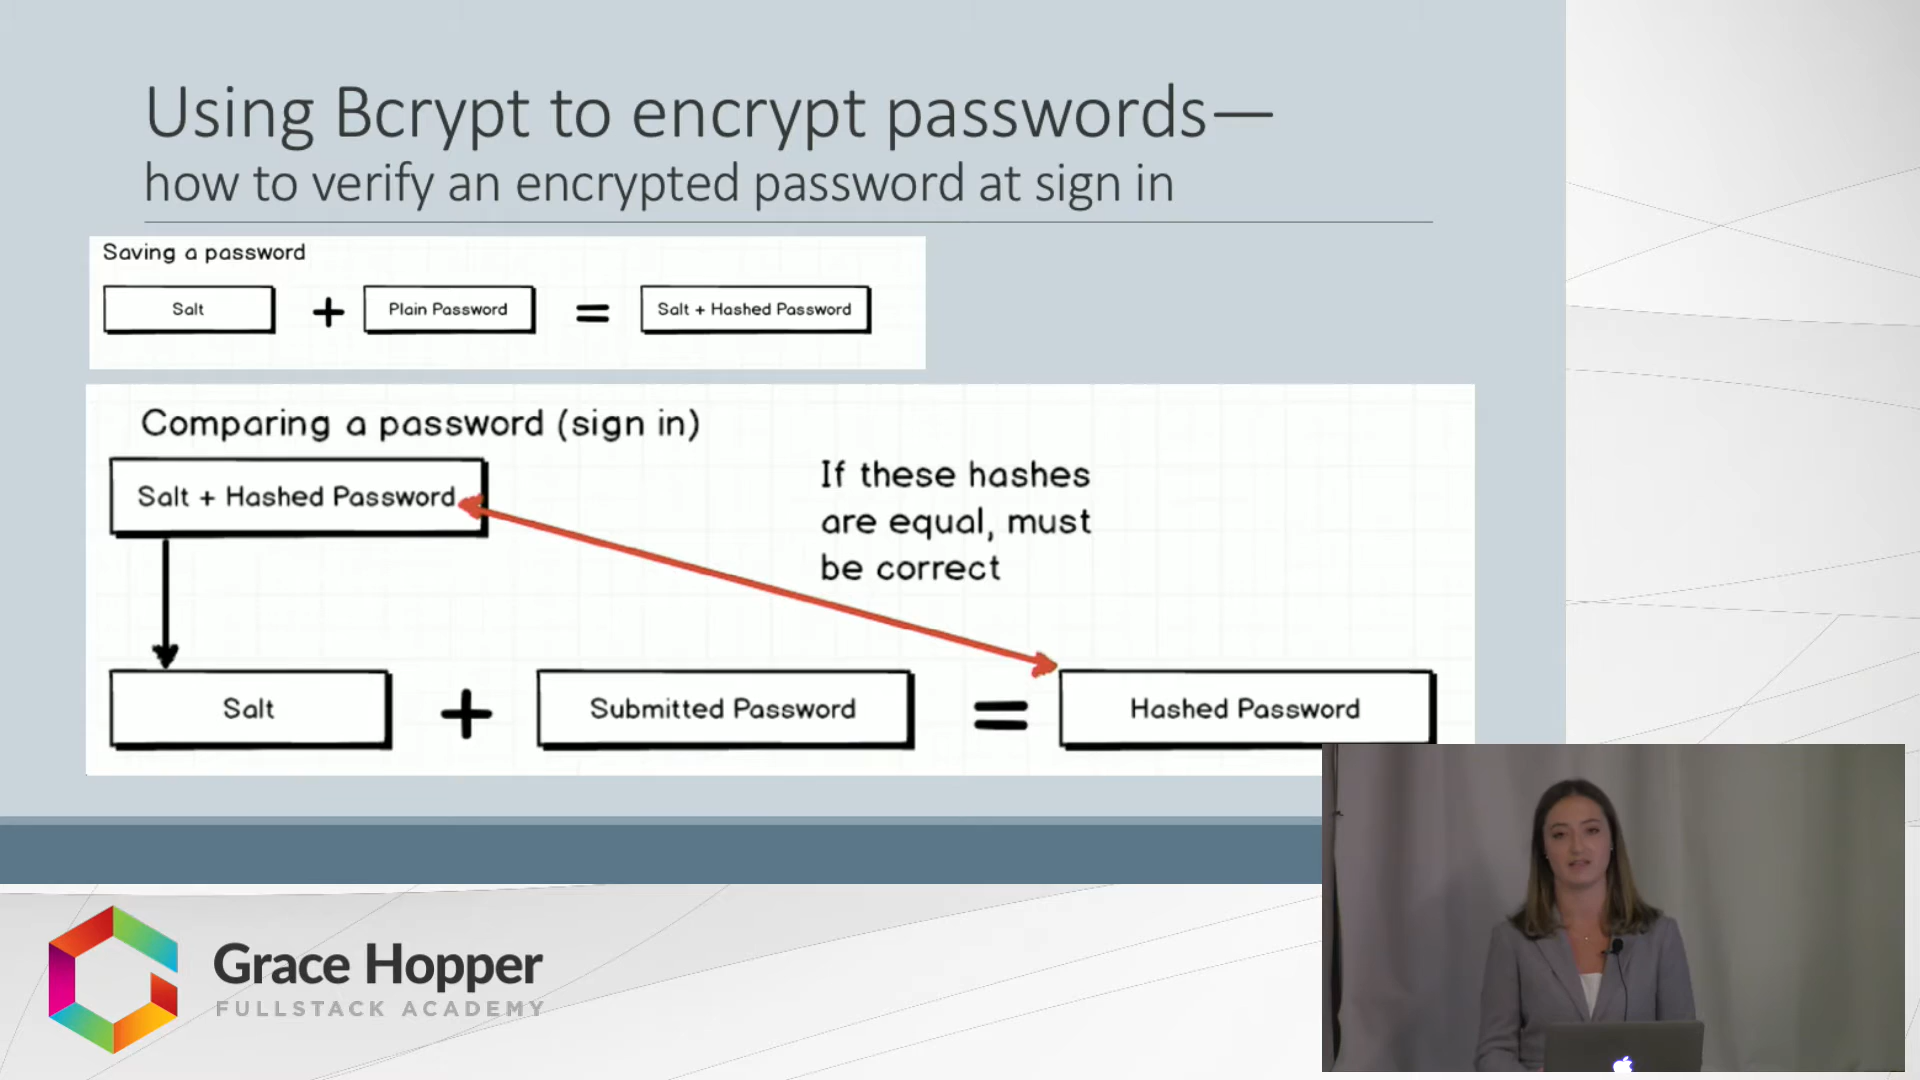 Using Bcrypt to encrypt passwords—
how to verify an encrypted password at sign in
Saving a password
Salt + Plain Password = Salt + Hashed Password
Comparing a password (sign in)
Salt + Hashed Password
If these hashes
are equal, must
be correct
Salt + Submitted Password = Hashed Password
Grace Hopper
FULLSTACK ACADEMY